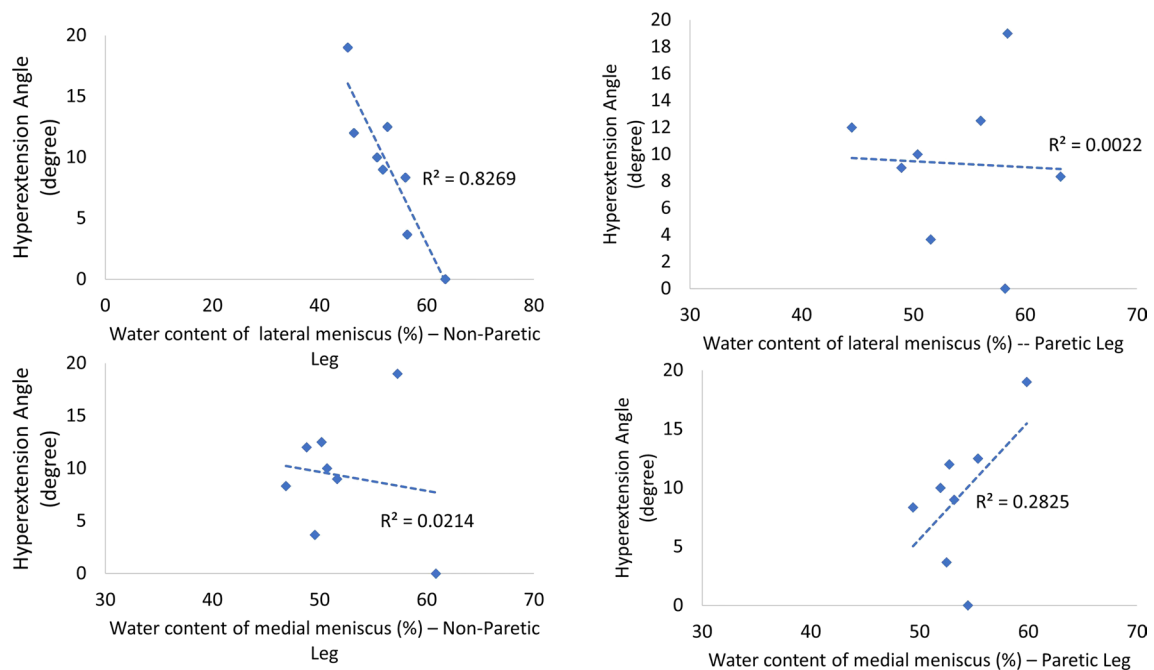 20
15
10
5
0
Hyperextension Angle
(degree)
R² = 0.8269
0 20 40 60 80
Water content of lateral meniscus (%) – Non-Paretic
Leg
20
18
16
14
12
10
8
6
4
2
0
Hyperextension Angle
(degree)
R² = 0.0022
30 40 50 60 70
Water content of lateral meniscus (%) -- Paretic Leg
20
15
10
5
0
Hyperextension Angle
(degree)
R² = 0.0214
30 40 50 60 70
Water content of medial meniscus (%) – Non-Paretic
Leg
20
15
10
5
0
Hyperextension Angle
(degree)
R² = 0.2825
30 40 50 60 70
Water content of medial meniscus (%) – Paretic Leg